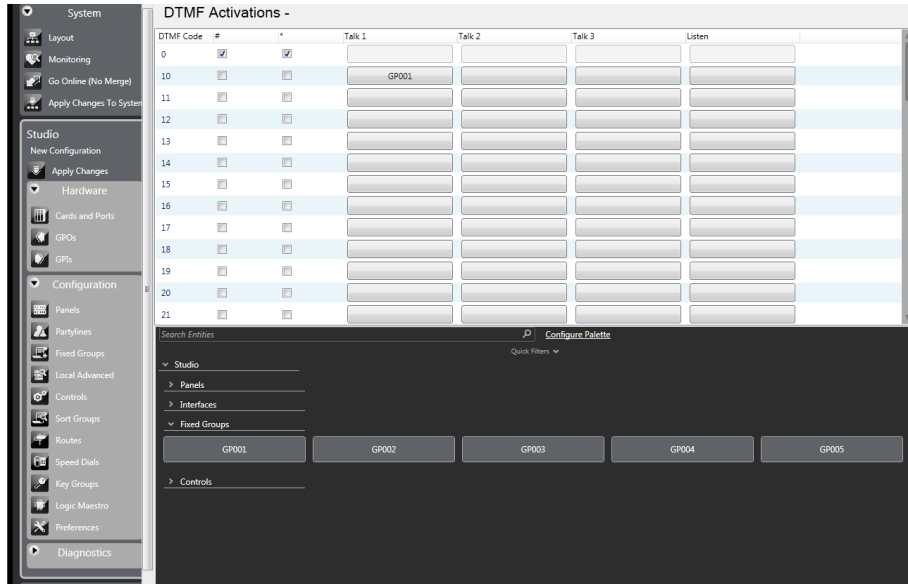 System
Layout
Monitoring
Go Online (No Merge)
Apply Changes To System
Studio
New Configuration
Apply Changes
Hardware
Cards and Ports
GPOs
GPIs
Configuration
Panels
Partylines
Fixed Groups
Local Advanced
Controls
Sort Groups
Routes
Speed Dials
Key Groups
Logic Maestro
Preferences
Diagnostics
DTMF Activations -
DTMF Code # * Talk 1 Talk 2 Talk 3 Listen
0
10 GP001
11
12
13
14
15
16
17
18
19
20
21
Search Entities Configure Palette
Quick Filters
Studio
Panels
Interfaces
Fixed Groups
GP001 GP002 GP003 GP004 GP005
Controls